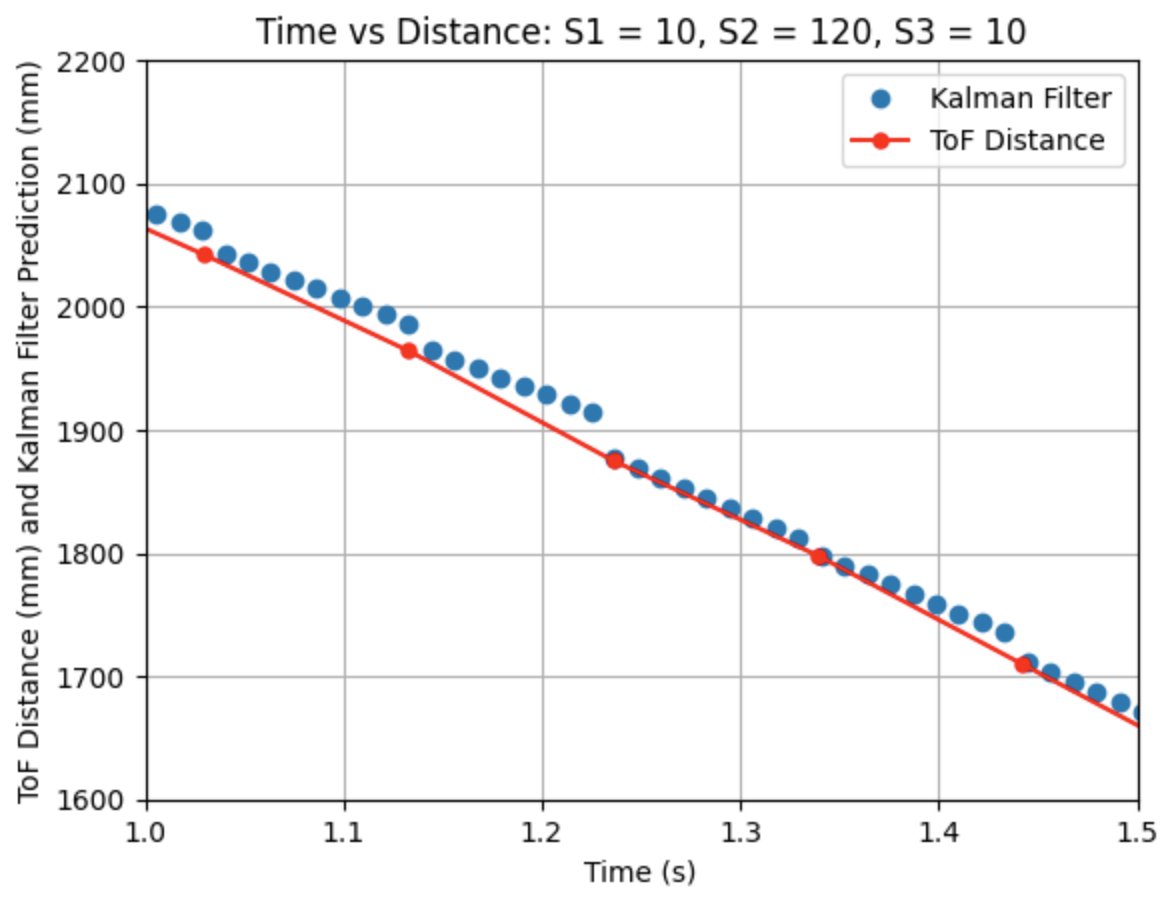 Time vs Distance: S1 = 10, S2 = 120, S3 = 10
ToF Distance (mm) and Kalman Filter Prediction (mm)
2200
2100
2000
1900
1800
1700
1600
Kalman Filter
ToF Distance
1.0 1.1 1.2 1.3 1.4 1.5
Time (s)